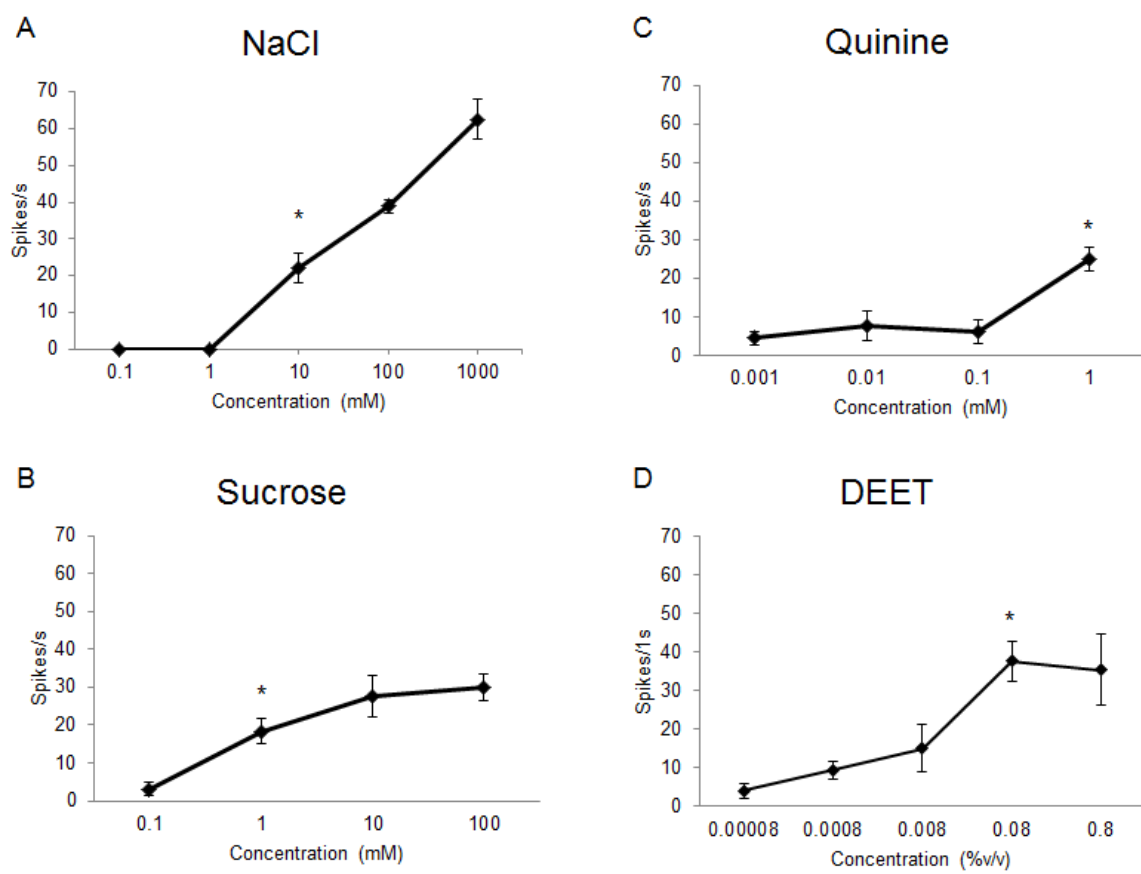 A
NaCl
70
60
50
40
30
20
10
0
Spikes/s
*
0.1 1 10 100 1000
Concentration (mM)
B
Sucrose
70
60
50
40
30
20
10
0
Spikes/s
*
0.1 1 10 100
Concentration (mM)
C
Quinine
70
60
50
40
30
20
10
0
Spikes/s
*
0.001 0.01 0.1 1
Concentration (mM)
D
DEET
70
60
50
40
30
20
10
0
Spikes/1s
*
0.00008 0.0008 0.008 0.08 0.8
Concentration (%v/v)